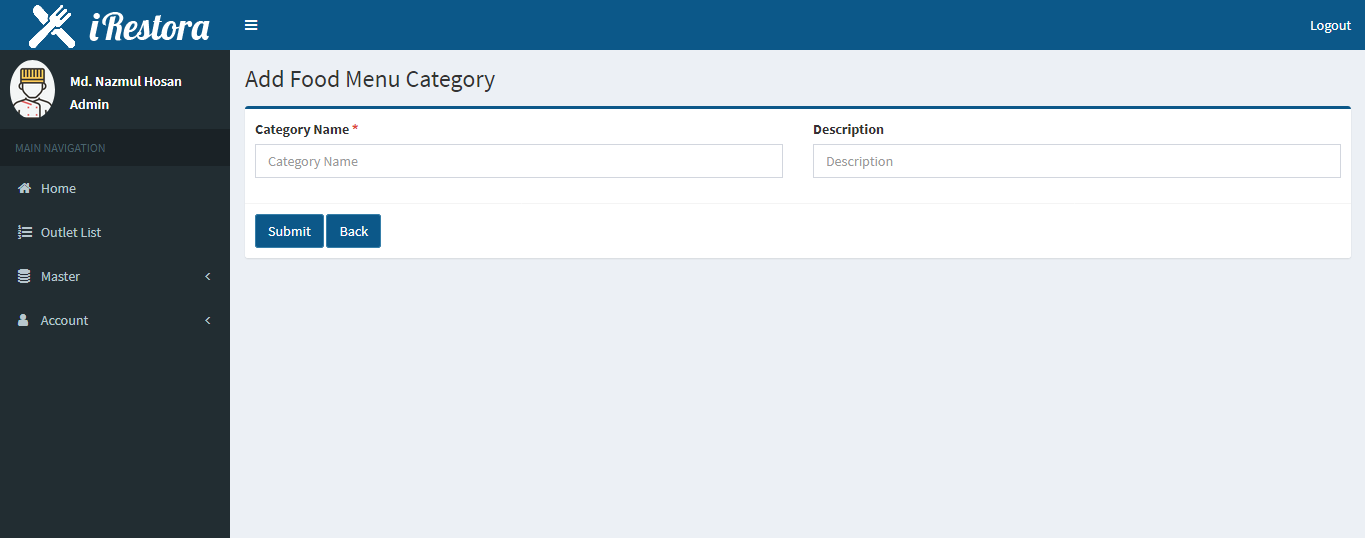 iRestora
Logout
Md. Nazmul Hosan
Admin
MAIN NAVIGATION
Home
Outlet List
Master
Account
Add Food Menu Category
Category Name *
Category Name
Description
Description
Submit
Back